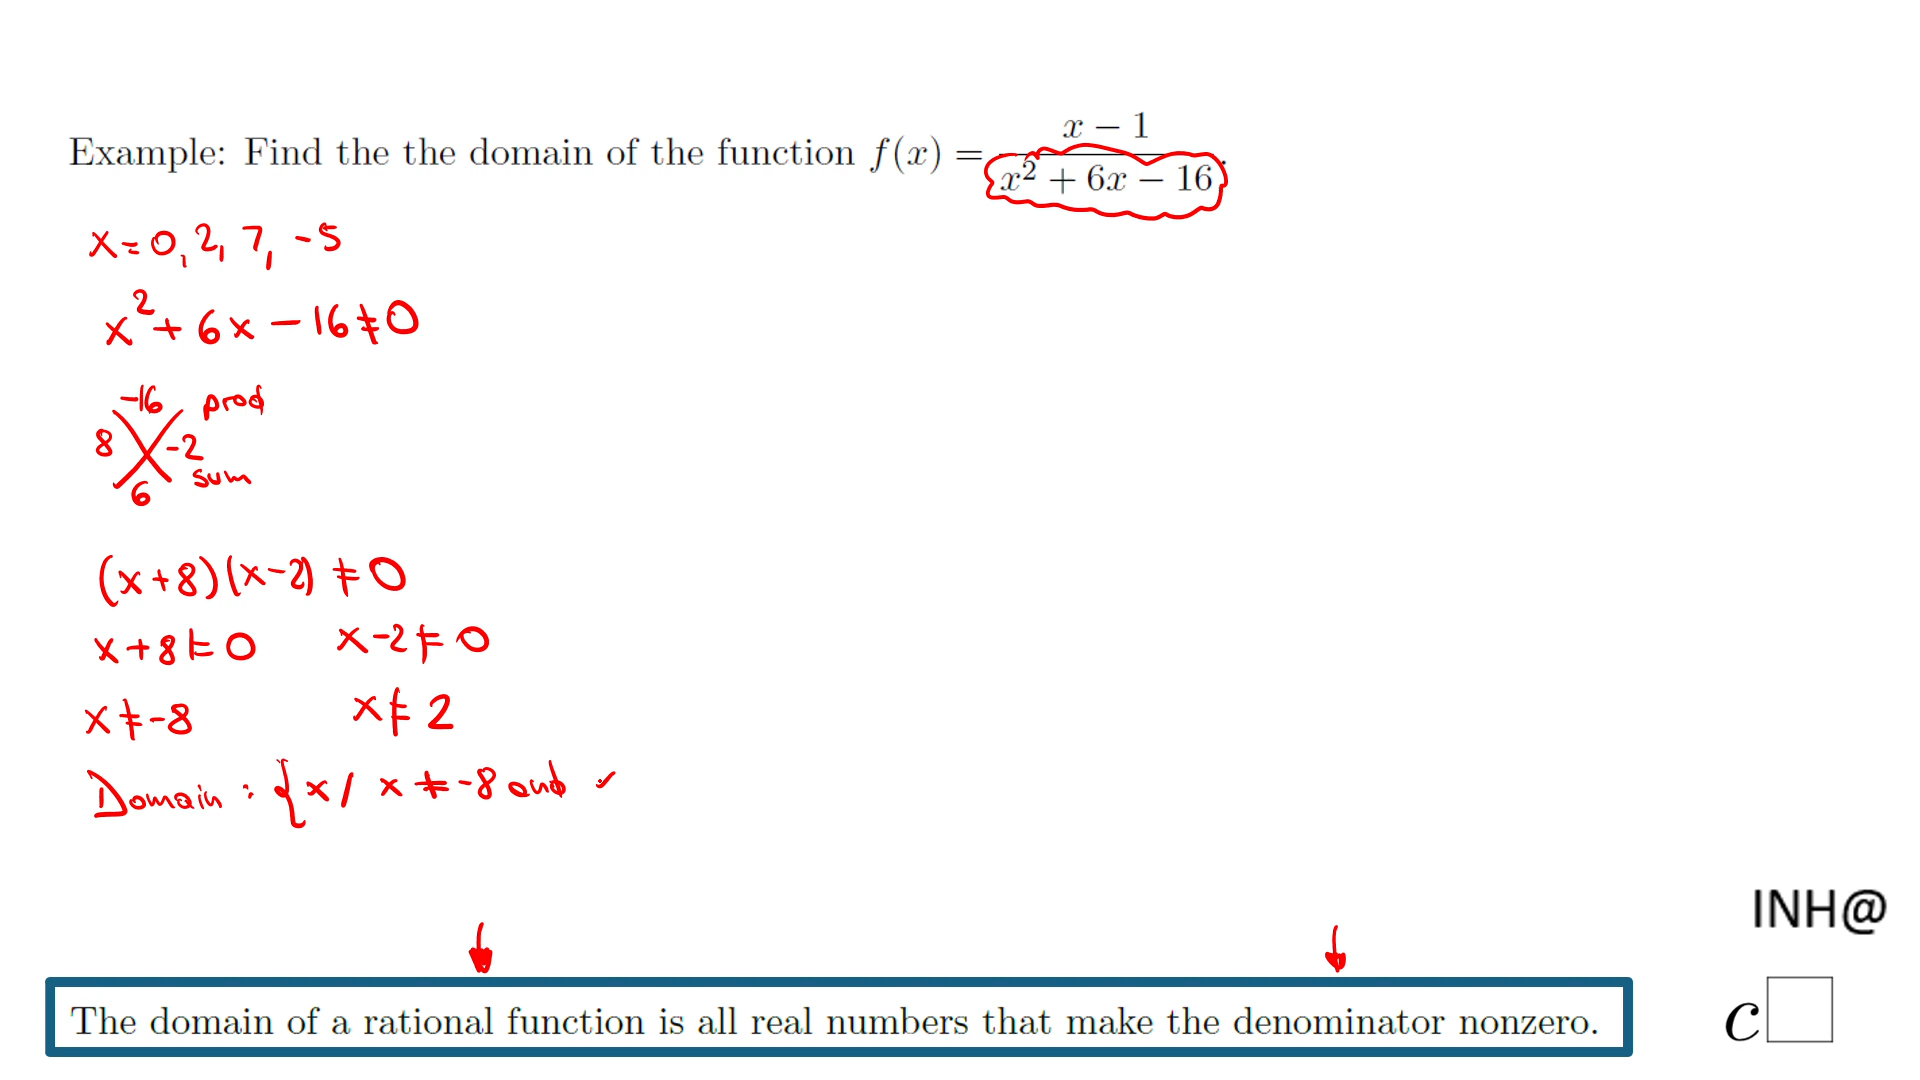 Example: Find the the domain of the function f(x) = (x − 1)/(x² + 6x − 16).
x = 0, 2, 7, -5
x² + 6x - 16 ≠ 0
-16 prod
8 -2
sum
6
(x+8)(x-2) ≠ 0
x+8 ≠ 0 x-2 ≠ 0
x ≠ -8 x ≠ 2
Domain : {x / x ≠ -8 and
INH@
The domain of a rational function is all real numbers that make the denominator nonzero.
c